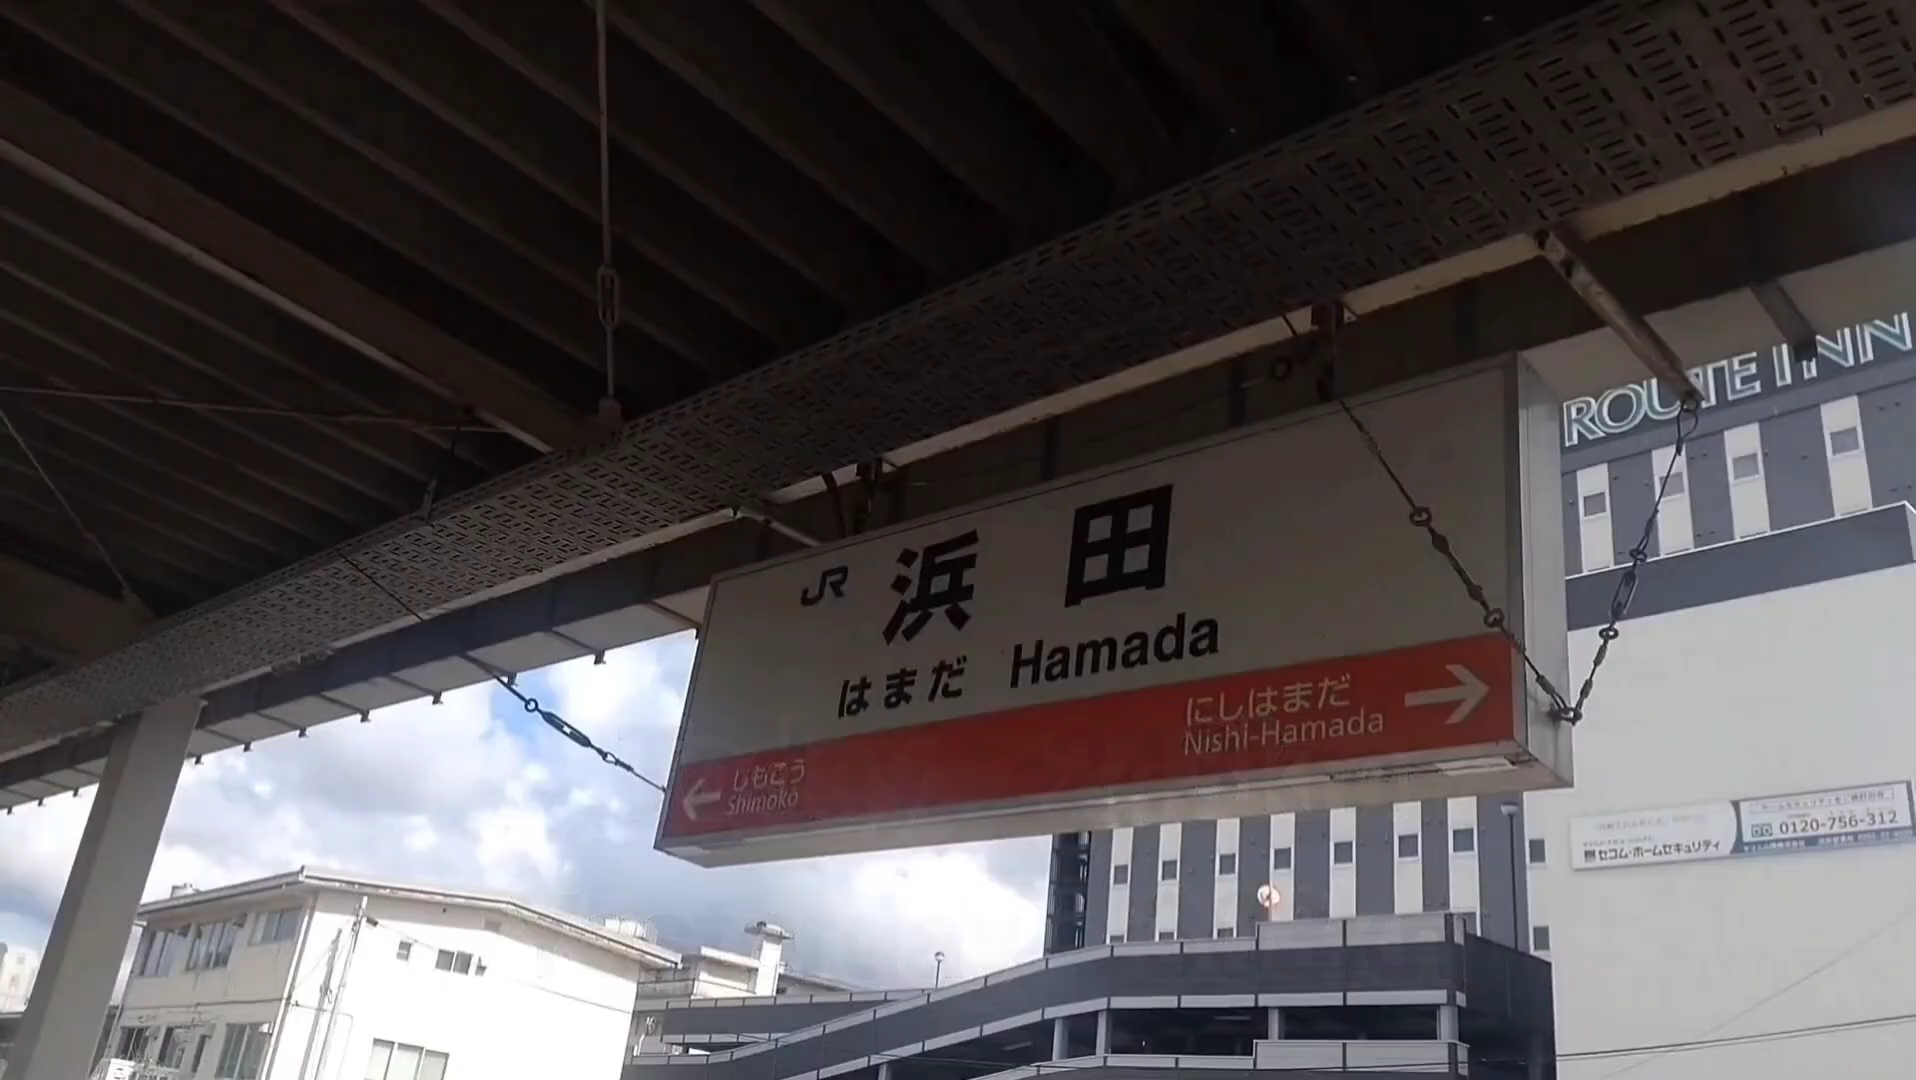 ROUTE INN
JR 浜田
はまだ Hamada
にしはまだ →
Nishi-Hamada
← しもこう
Shimokō
0120-756-312
セコム・ホームセキュリティ